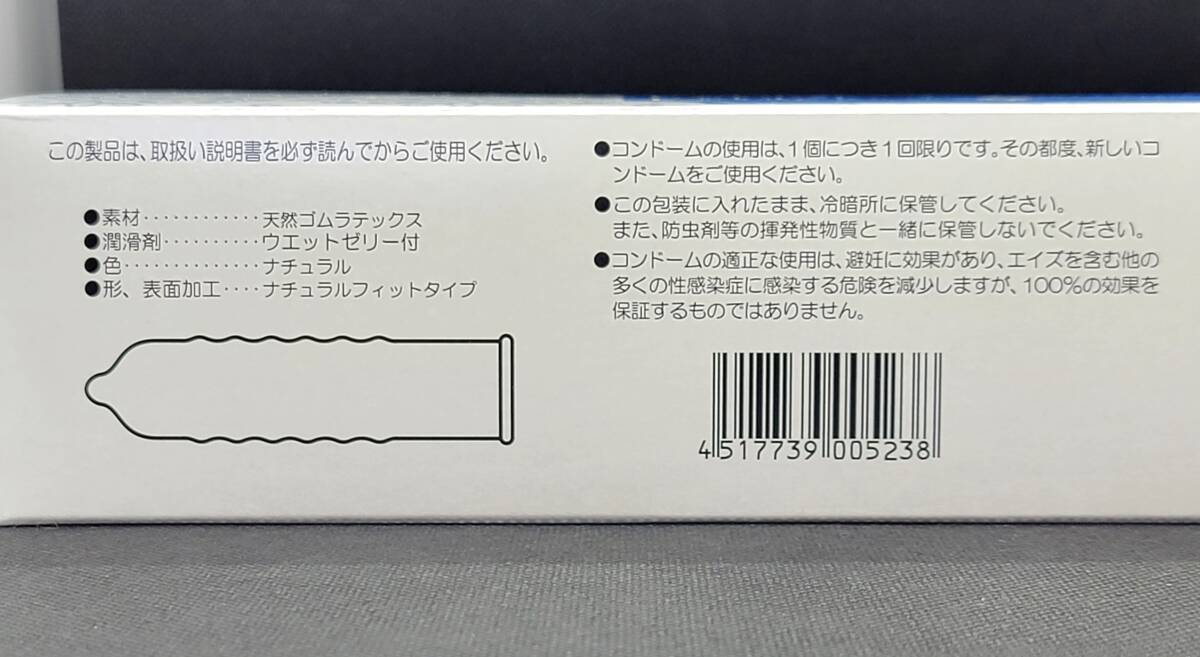 この製品は、取扱い説明書を必ず読んでからご使用ください。
●素材‥‥‥‥‥‥天然ゴムラテックス
●潤滑剤‥‥‥‥‥ウエットゼリー付
●色‥‥‥‥‥‥‥ナチュラル
●形、表面加工‥‥ナチュラルフィットタイプ
●コンドームの使用は、1個につき1回限りです。その都度、新しいコ
ンドームをご使用ください。
●この包装に入れたまま、冷暗所に保管してください。
また、防虫剤等の揮発性物質と一緒に保管しないでください。
●コンドームの適正な使用は、避妊に効果があり、エイズを含む他の
多くの性感染症に感染する危険を減少しますが、100%の効果を
保証するものではありません。
4 517739 005238